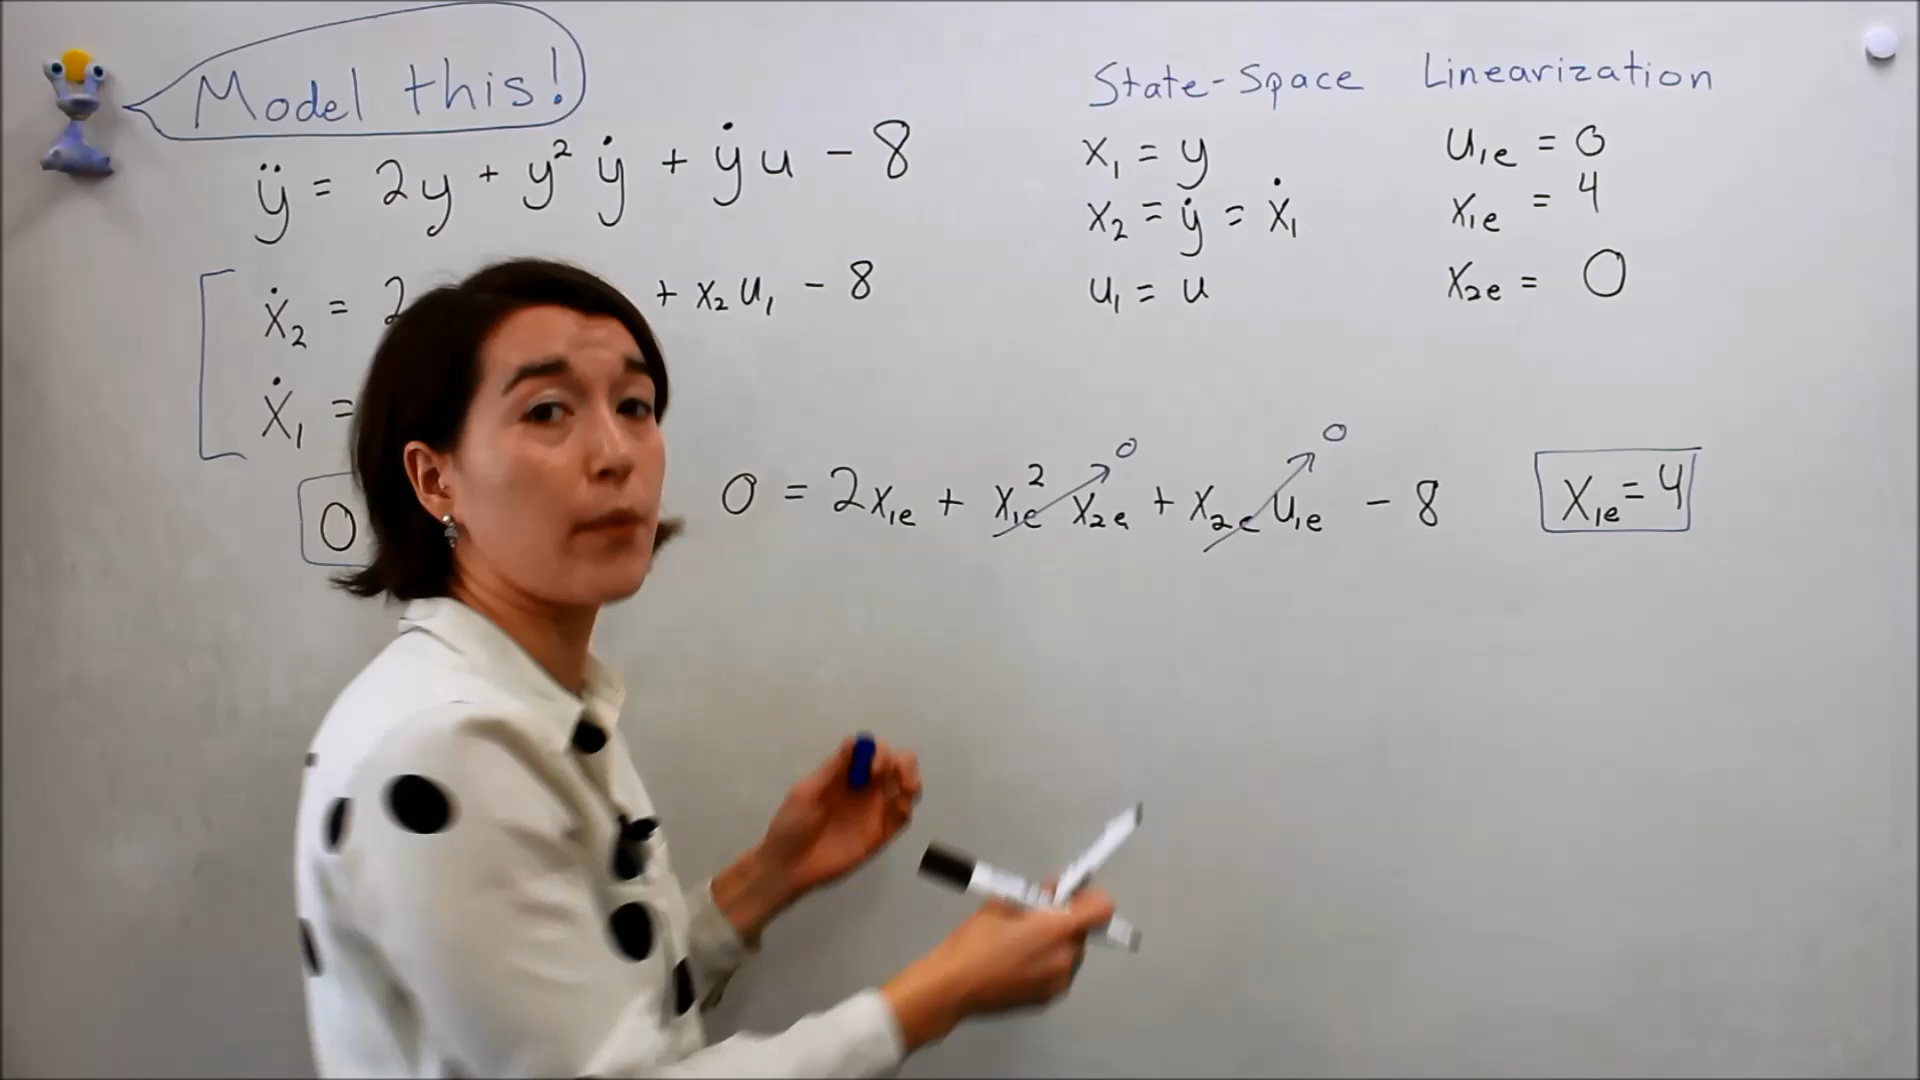 Model this!
ÿ = 2y + y² ẏ + ẏu - 8
ẋ₂ = 2 + x₂u₁ - 8
ẋ₁ =
0
0 = 2x₁ₑ + x₁ₑ² x₂ₑ + x₂ₑ u₁ₑ - 8
0
0
x₁ₑ = 4
State-Space
x₁ = y
x₂ = ẏ = ẋ₁
u₁ = u
Linearization
u₁ₑ = 0
x₁ₑ = 4
x₂ₑ = 0